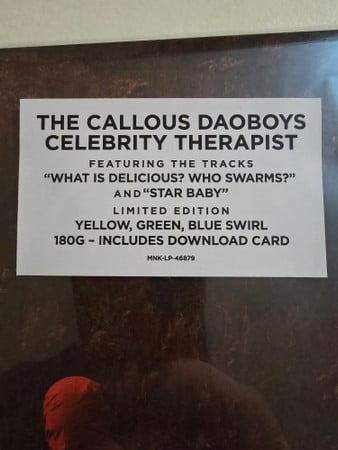 THE CALLOUS DAOBOYS
CELEBRITY THERAPIST
FEATURING THE TRACKS
“WHAT IS DELICIOUS? WHO SWARMS?”
AND “STAR BABY”
LIMITED EDITION
YELLOW, GREEN, BLUE SWIRL
180G – INCLUDES DOWNLOAD CARD
MNK-LP-46879